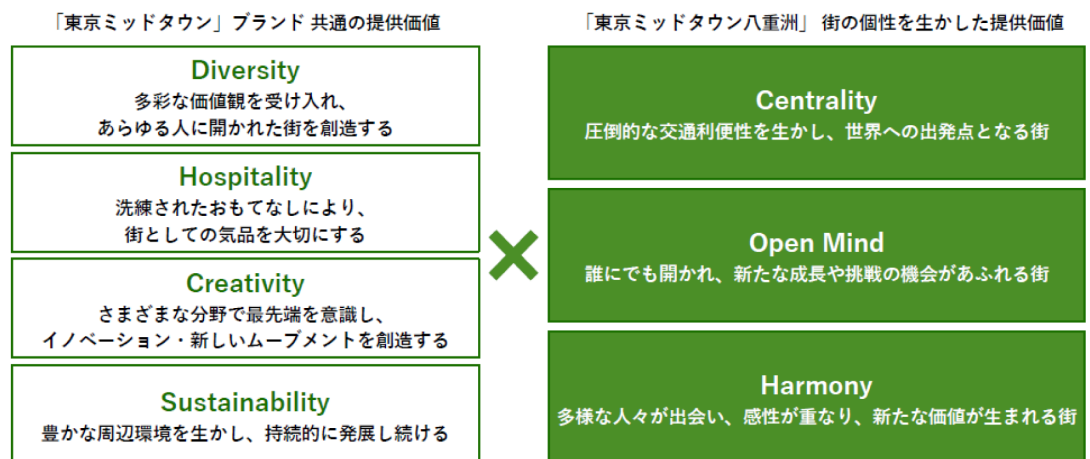 「東京ミッドタウン」ブランド 共通の提供価値
Diversity
多彩な価値観を受け入れ、
あらゆる人に開かれた街を創造する
Hospitality
洗練されたおもてなしにより、
街としての気品を大切にする
Creativity
さまざまな分野で最先端を意識し、
イノベーション・新しいムーブメントを創造する
Sustainability
豊かな周辺環境を生かし、持続的に発展し続ける
×
「東京ミッドタウン八重洲」 街の個性を生かした提供価値
Centrality
圧倒的な交通利便性を生かし、世界への出発点となる街
Open Mind
誰にでも開かれ、新たな成長や挑戦の機会があふれる街
Harmony
多様な人々が出会い、感性が重なり、新たな価値が生まれる街